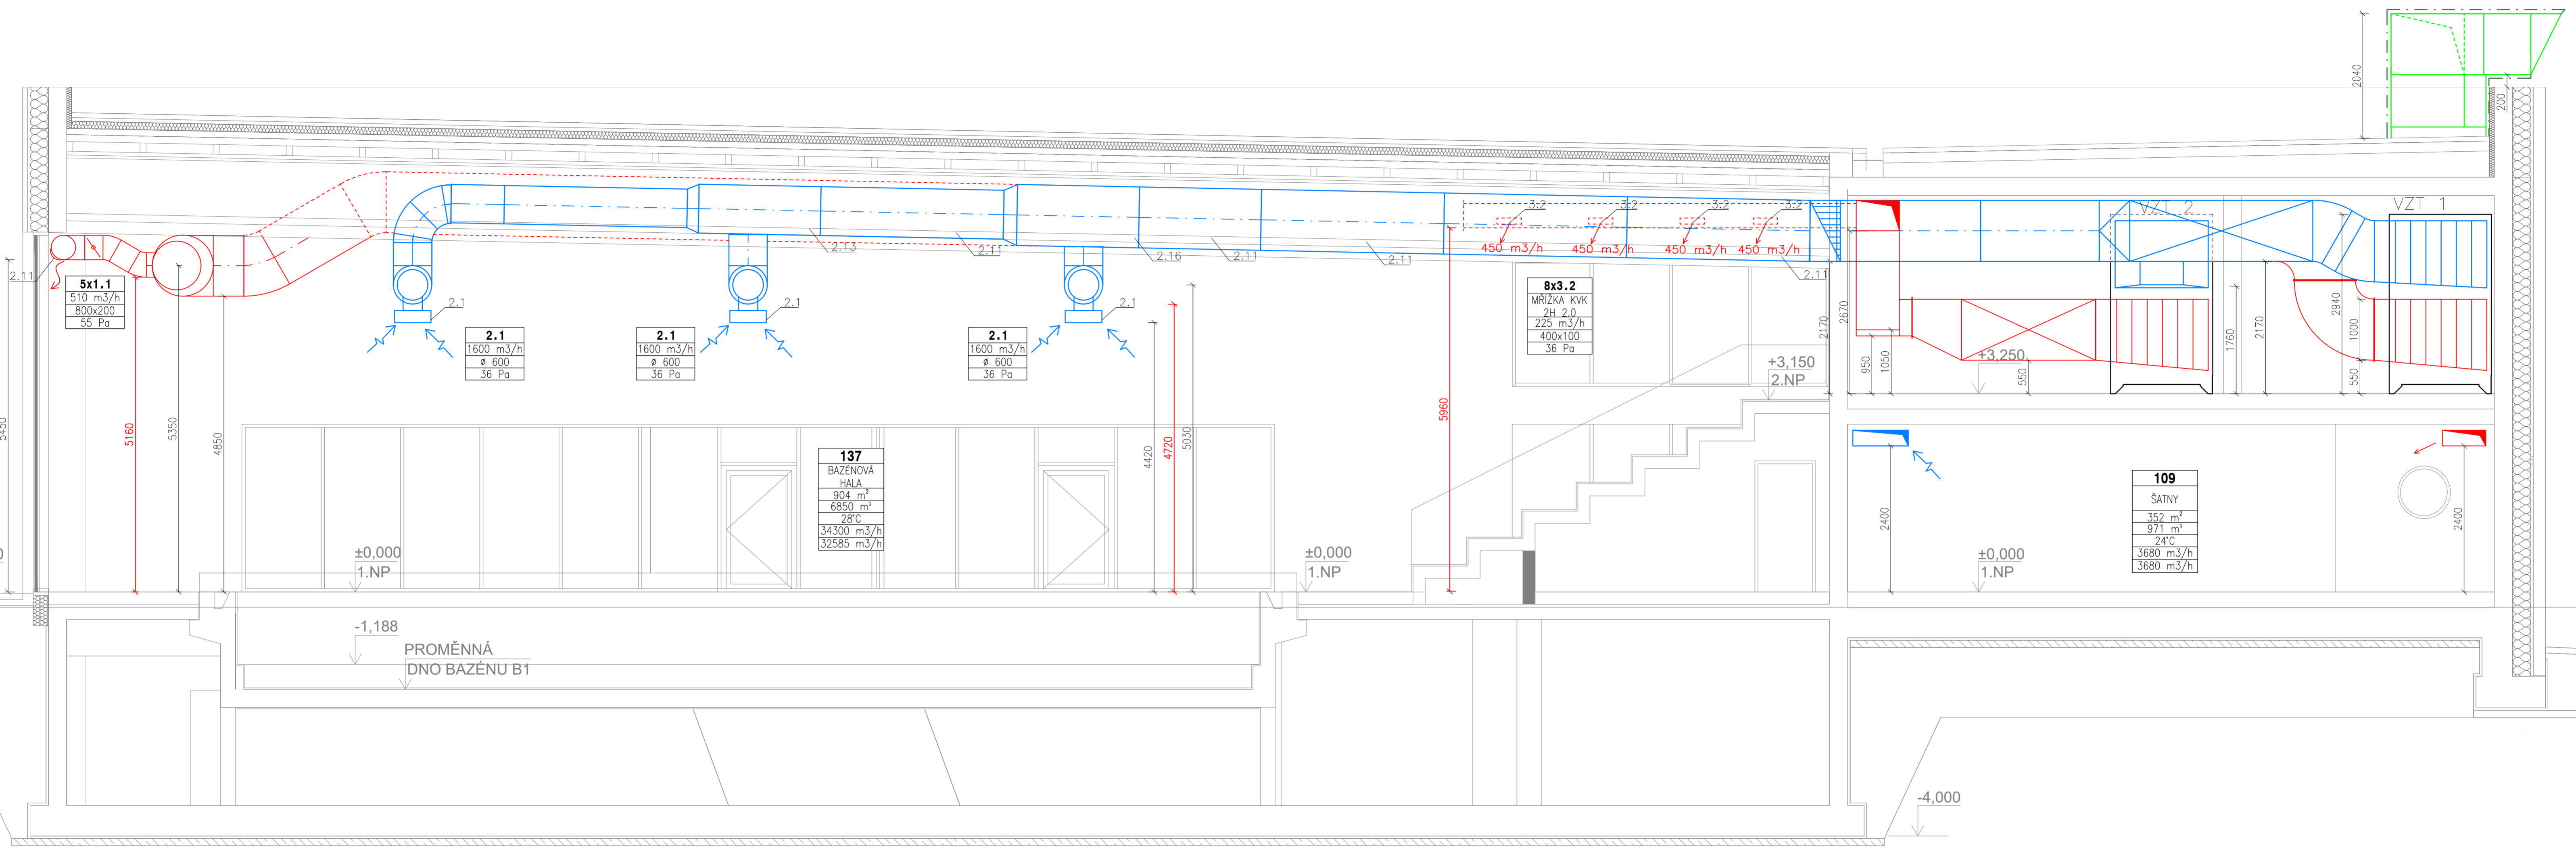 2040
200
VZT 2
VZT 1
3.2
3.2
3.2
3.2
450 m3/h
450 m3/h
450 m3/h
450 m3/h
2.13
2.11
2.16
2.11
2.11
2.11
2.11
5x1.1
510 m3/h
800x200
55 Pa
2.1
2.1
2.1
2.1
1600 m3/h
ø 600
36 Pa
2.1
1600 m3/h
ø 600
36 Pa
2.1
1600 m3/h
ø 600
36 Pa
8x3.2
MŘÍŽKA KVK
2H 2.0
225 m3/h
400x100
36 Pa
2170
2670
950
1050
+3,250
550
1760
2170
2940
1000
550
+3,150
2.NP
5450
5160
5350
4850
4420
4720
5030
5960
137
BAZÉNOVÁ
HALA
904 m²
6850 m³
28°C
34300 m3/h
32585 m3/h
2400
109
ŠATNY
352 m²
971 m³
24°C
3680 m3/h
3680 m3/h
2400
±0,000
1.NP
±0,000
1.NP
±0,000
1.NP
-1,188
PROMĚNNÁ
DNO BAZÉNU B1
-4,000